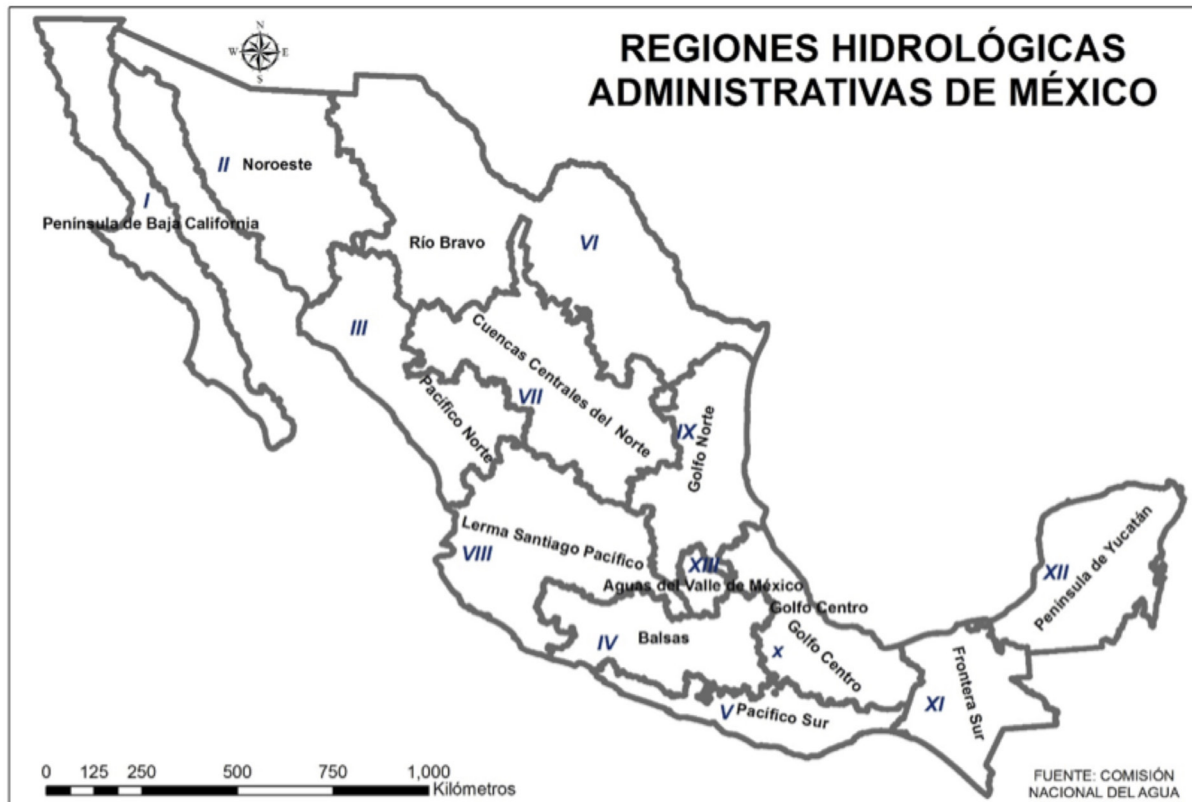 REGIONES HIDROLÓGICAS
ADMINISTRATIVAS DE MÉXICO
N
W E
S
II Noroeste
I
Península de Baja California
Río Bravo
VI
III
Cuencas Centrales del Norte
VII
Pacífico Norte
IX
Golfo Norte
Lerma Santiago Pacífico
VIII
XIII
Aguas del Valle de México
XII
Península de Yucatán
Golfo Centro
Golfo Centro
x
IV
Balsas
V
Pacífico Sur
XI
Frontera Sur
0 125 250 500 750 1,000
Kilómetros
FUENTE: COMISIÓN
NACIONAL DEL AGUA